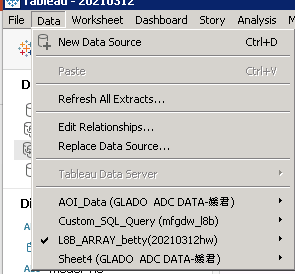 Tableau - 20210312
File Data Worksheet Dashboard Story Analysis M
New Data Source Ctrl+D
Paste Ctrl+V
Refresh All Extracts...
Edit Relationships...
Replace Data Source...
Tableau Data Server
AOI_Data (GLADO ADC DATA-嬪君)
Custom_SQL_Query (mfgdw_l8b)
L8B_ARRAY_betty(20210312hw)
Sheet4 (GLADO ADC DATA-嬪君)